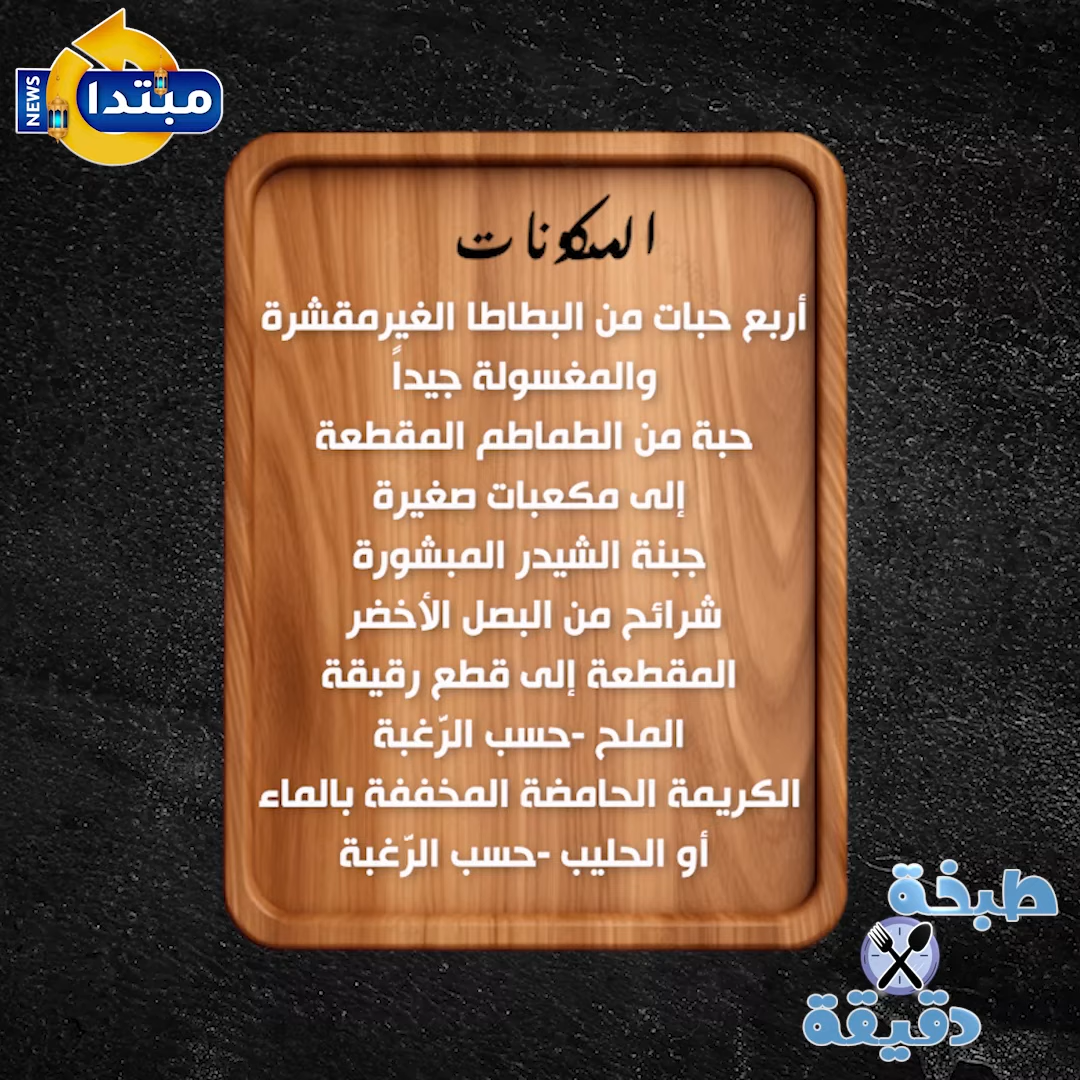 مبتدا
NEWS
المكونات
أربع حبات من البطاطا الغيرمقشرة
والمغسولة جيداً
حبة من الطماطم المقطعة
إلى مكعبات صغيرة
جبنة الشيدر المبشورة
شرائح من البصل الأخضر
المقطعة إلى قطع رقيقة
الملح -حسب الرّغبة
الكريمة الحامضة المخففة بالماء
أو الحليب -حسب الرّغبة
طبخة
دقيقة